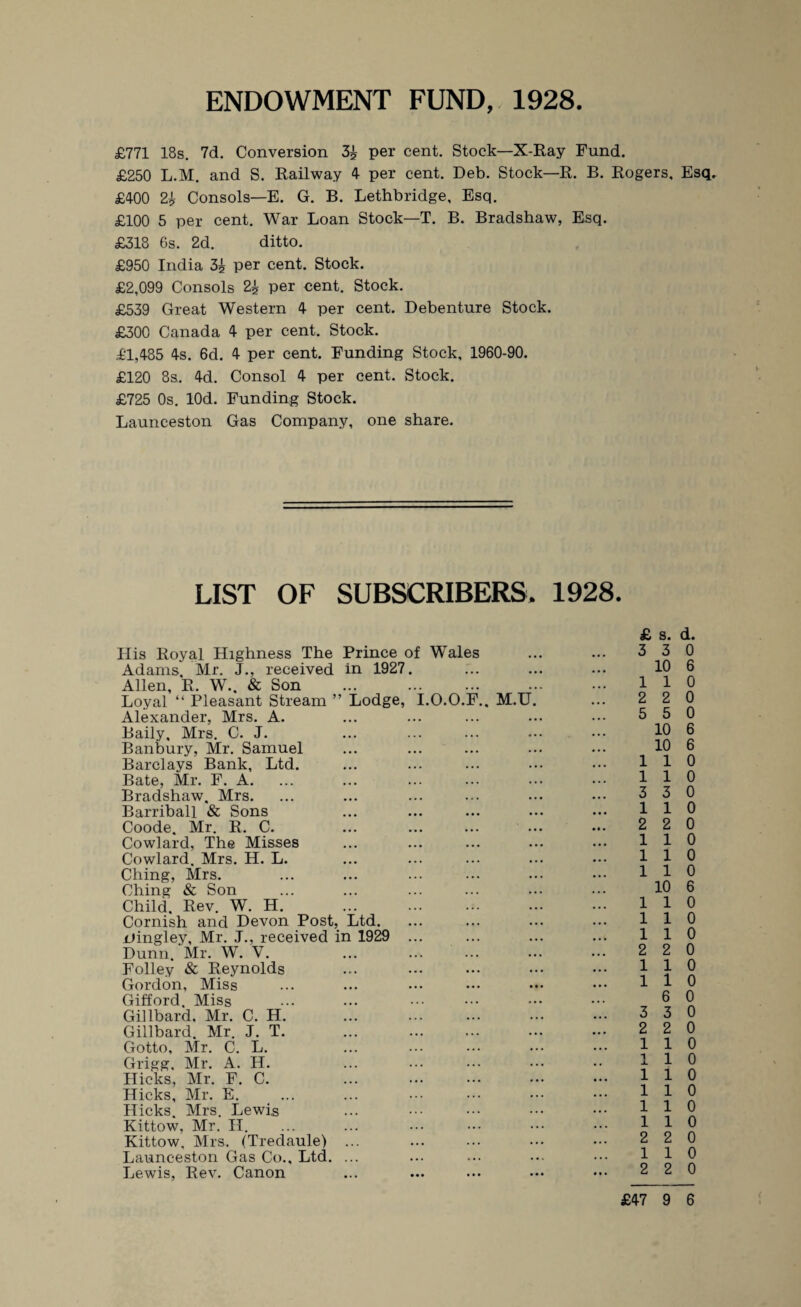 ENDOWMENT FUND, 1928.
£771 18s. 7d. Conversion 3½ per cent. Stock—X-Ray Fund.
£250 L.M. and S. Railway 4 per cent. Deb. Stock—R. B. Rogers, Esq.
£400 2½ Consols—E. G. B. Lethbridge, Esq.
£100 5 per cent. War Loan Stock—T. B. Bradshaw, Esq.
£318 6s. 2d. ditto.
£950 India 3½ per cent. Stock.
£2,099 Consols 2½ per cent. Stock.
£539 Great Western 4 per cent. Debenture Stock.
£300 Canada 4 per cent. Stock.
£1,485 4s. 6d. 4 per cent. Funding Stock, 1960-90.
£120 8s. 4d. Consol 4 per cent. Stock.
£725 0s. 10d. Funding Stock.
Launceston Gas Company, one share.
LIST OF SUBSCRIBERS. 1928.
£ s. d.
His Royal Highness The Prince of Wales ... ... 3 3 0
Adams, Mr. J., received in 1927. ... ... ... 10 6
Allen, R. W., & Son ... ... ... ... ... 1 1 0
Loyal “ Pleasant Stream ” Lodge, I.O.O.F., M.U. ... 2 2 0
Alexander, Mrs. A. ... ... ... ... ... 5 5 0
Baily, Mrs. C. J. ... ... ... ... ... 10 6
Banbury, Mr. Samuel ... ... ... ... ... 10 6
Barclays Bank, Ltd. ... ... ... ... ... 1 1 0
Bate, Mr. F. A. ... ... ... ... ... ... 1 1 0
Bradshaw, Mrs. ... ... ... ... ... ... 3 3 0
Barriball & Sons ... ... ... ... ... 1 1 0
Coode, Mr. R. C. ... ... ... ... ... 2 2 0
Cowlard, The Misses ... ... ... ... ... 1 1 0
Cowlard, Mrs. H. L. ... ... ... ... ... 1 1 0
Ching, Mrs. ... ... ... ... ... ... 1 1 0
Ching & Son ... ... ... ... ... ... 10 6
Child, Rev. W. H. ... ... ... ... ... 1 1 0
Cornish and Devon Post, Ltd. ... ... ... ... 1 1 0
Dingley, Mr. J., received in 1929 ... ... ... ... 1 1 0
Dunn, Mr. W. V. ... ... ... ... ... 2 2 0
Folley & Reynolds ... ... ... ... ... 1 1 0
Gordon, Miss ... ... ... ... ... ... 1 1 0
Gifford, Miss ... ... ... ... ... ... 6 0
Gillbard, Mr. C. H. ... ... ... ... ... 3 3 0
Gillbard, Mr. J. T. ... ... ... ... ... 2 2 0
Gotto, Mr. C. L. ... ... ... ... ... 1 1 0
Grigg, Mr. A. H. ... ... ... ... .. 1 1 0
Hicks, Mr. F. C. ... ... ... ... ... 1 1 0
Hicks, Mr. E. ... ... ... ... ... ... 1 1 0
Hicks, Mrs. Lewis ... ... ... ... ... 1 1 0
Kittow, Mr. H. ... ... ... ... ... ... 1 1 0
Kittow, Mrs. (Tredaule) ... ... ... ... ... 2 2 0
Launceston Gas Co., Ltd. ... ... ... ... ... 1 1 0
Lewis, Rev. Canon ... ... ... ... ... 2 2 0
£47 9 6